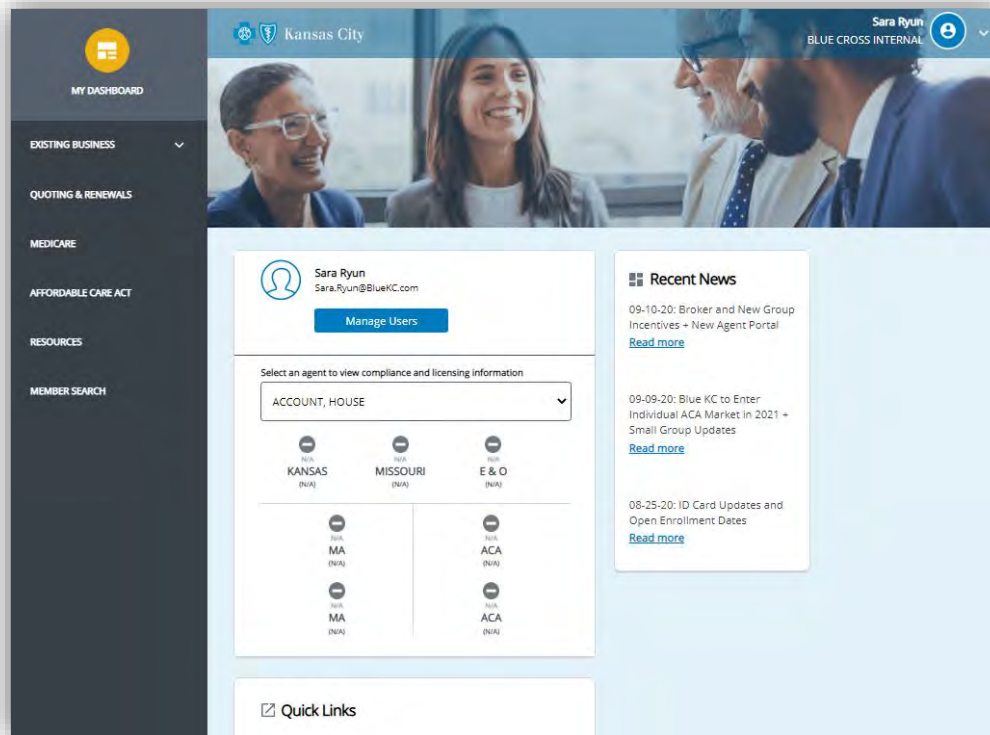 Kansas City
Sara Ryun
BLUE CROSS INTERNAL
MY DASHBOARD
EXISTING BUSINESS
QUOTING & RENEWALS
MEDICARE
AFFORDABLE CARE ACT
RESOURCES
MEMBER SEARCH
Sara Ryun
Sara.Ryun@BlueKC.com
Manage Users
Select an agent to view compliance and licensing information
ACCOUNT, HOUSE
N/A
KANSAS
(N/A)
N/A
MISSOURI
(N/A)
N/A
E & O
(N/A)
N/A
MA
(N/A)
N/A
ACA
(N/A)
N/A
MA
(N/A)
N/A
ACA
(N/A)
Quick Links
Recent News
09-10-20: Broker and New Group
Incentives + New Agent Portal
Read more
09-09-20: Blue KC to Enter
Individual ACA Market in 2021 +
Small Group Updates
Read more
08-25-20: ID Card Updates and
Open Enrollment Dates
Read more